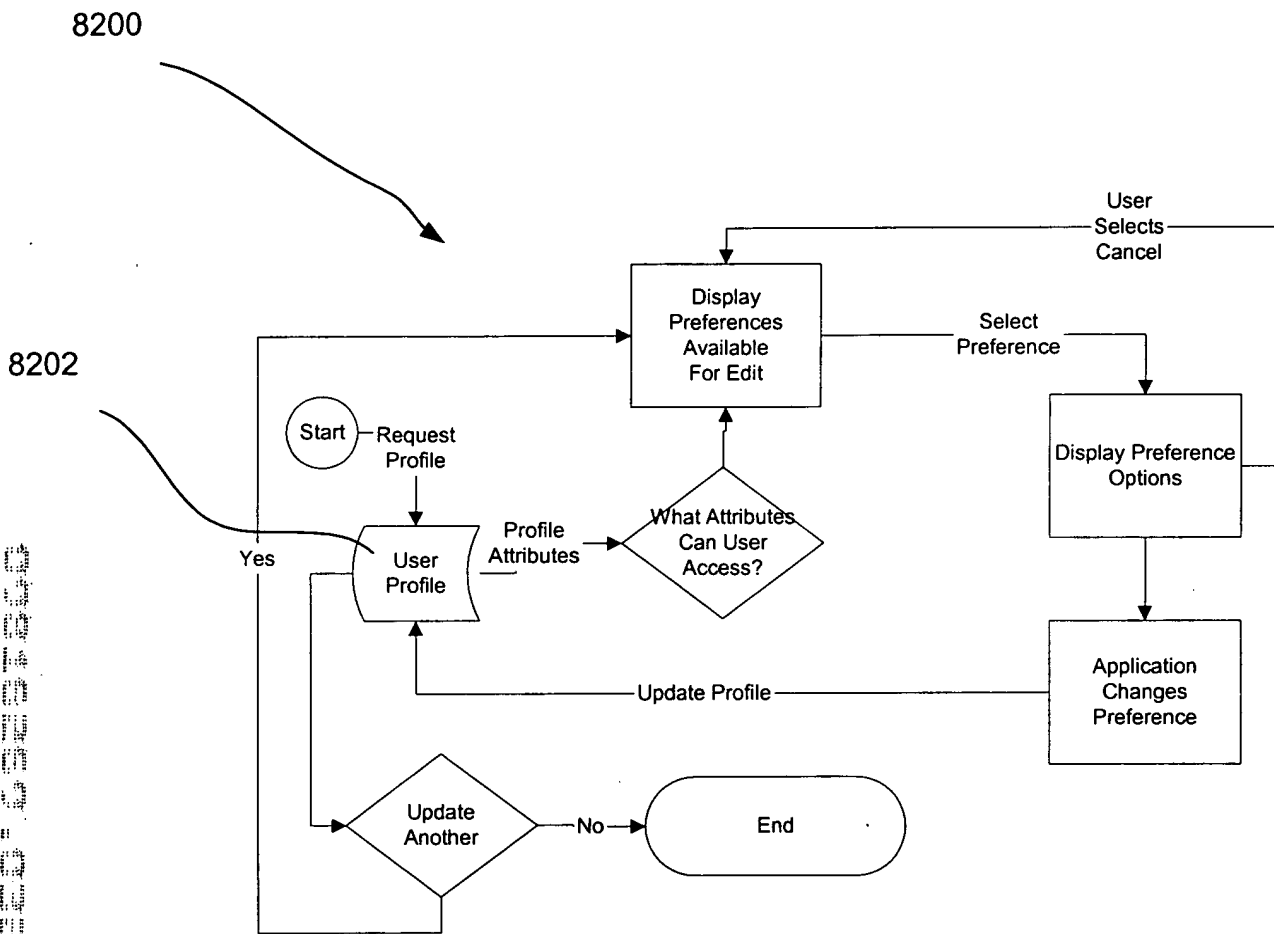 8200
User
Selects
Cancel
Display
Preferences
Available
For Edit
Select
Preference
8202
Start
Request
Profile
Display Preference
Options
What Attributes
Can User
Access?
Profile
Attributes
User
Profile
Yes
Application
Changes
Preference
Update Profile
Update
Another
No
End